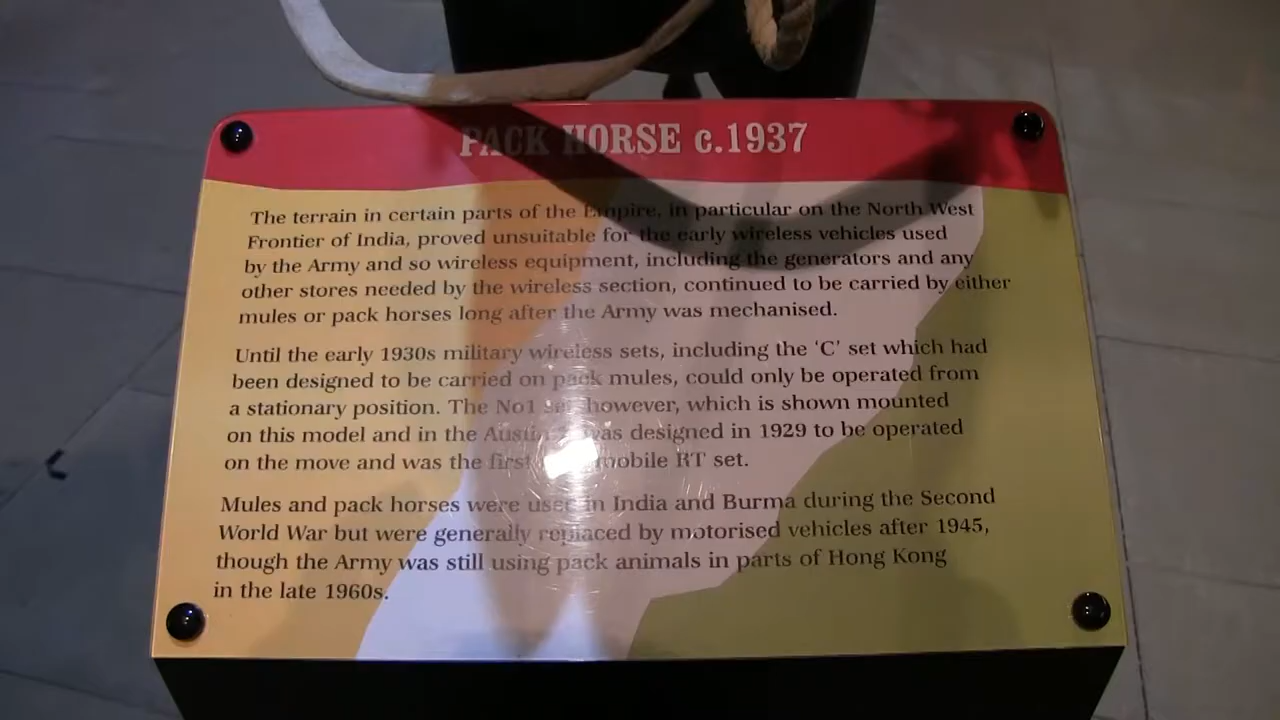 PACK HORSE c.1937
The terrain in certain parts of the Empire, in particular on the North West
Frontier of India, proved unsuitable for the early wireless vehicles used
by the Army and so wireless equipment, including the generators and any
other stores needed by the wireless section, continued to be carried by either
mules or pack horses long after the Army was mechanised.
Until the early 1930s military wireless sets, including the ‘C’ set which had
been designed to be carried on pack mules, could only be operated from
a stationary position. The No1 set however, which is shown mounted
on this model and in the Austin was designed in 1929 to be operated
on the move and was the first mobile RT set.
Mules and pack horses were used in India and Burma during the Second
World War but were generally replaced by motorised vehicles after 1945,
though the Army was still using pack animals in parts of Hong Kong
in the late 1960s.